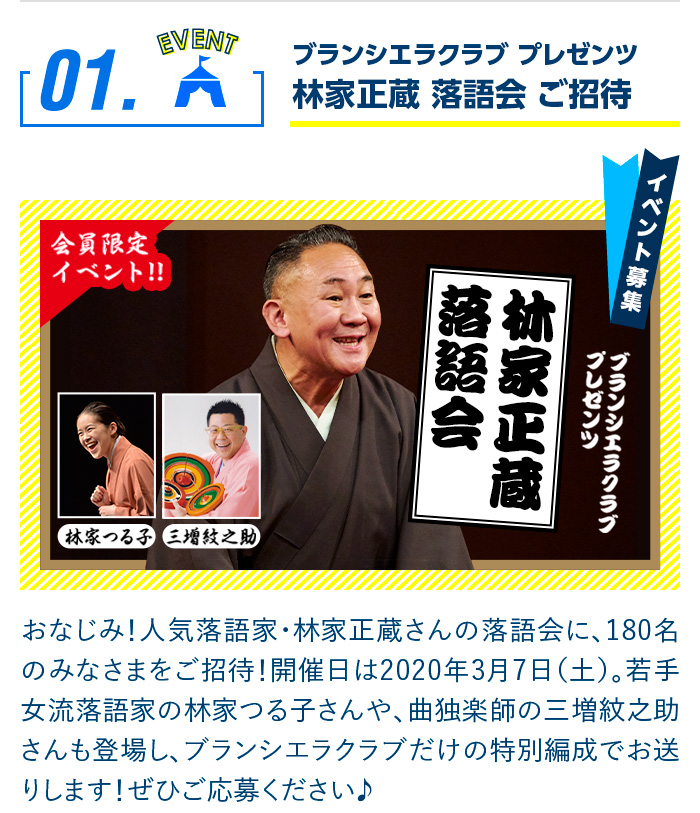 01.
EVENT
ブランシエラクラブ プレゼンツ
林家正蔵 落語会 ご招待
イベント募集
会員限定
イベント!!
林家正蔵
落語会
ブランシエラクラブ
プレゼンツ
林家つる子
三増紋之助
おなじみ！人気落語家・林家正蔵さんの落語会に、180名
のみなさまをご招待！開催日は2020年3月7日（土）。若手
女流落語家の林家つる子さんや、曲独楽師の三増紋之助
さんも登場し、ブランシエラクラブだけの特別編成でお送
りします！ぜひご応募ください♪